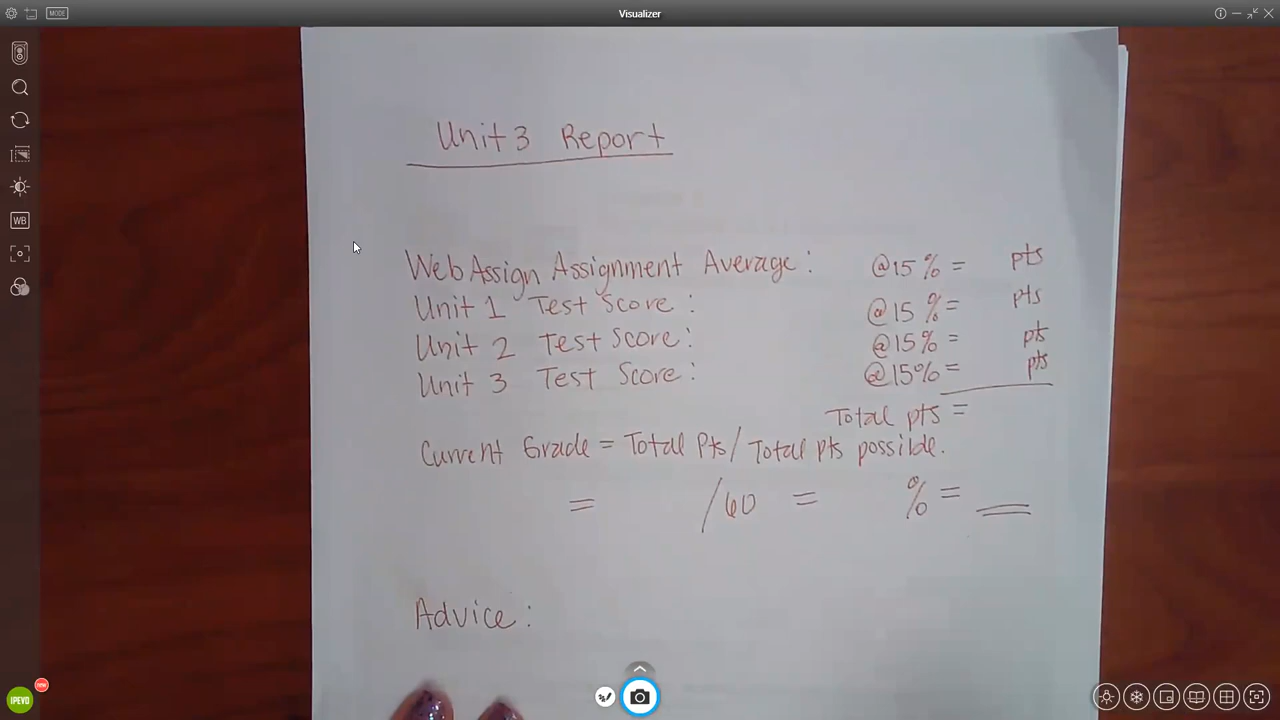 MODE
Visualizer
WB
Unit 3 Report
WebAssign Assignment Average: @15% = pts
Unit 1 Test Score: @15% = pts
Unit 2 Test Score: @15% = pts
Unit 3 Test Score: @15% = pts
Total pts =
Current Grade = Total Pts / Total pts possible.
= /60 = % =
Advice:
IPEVO
new